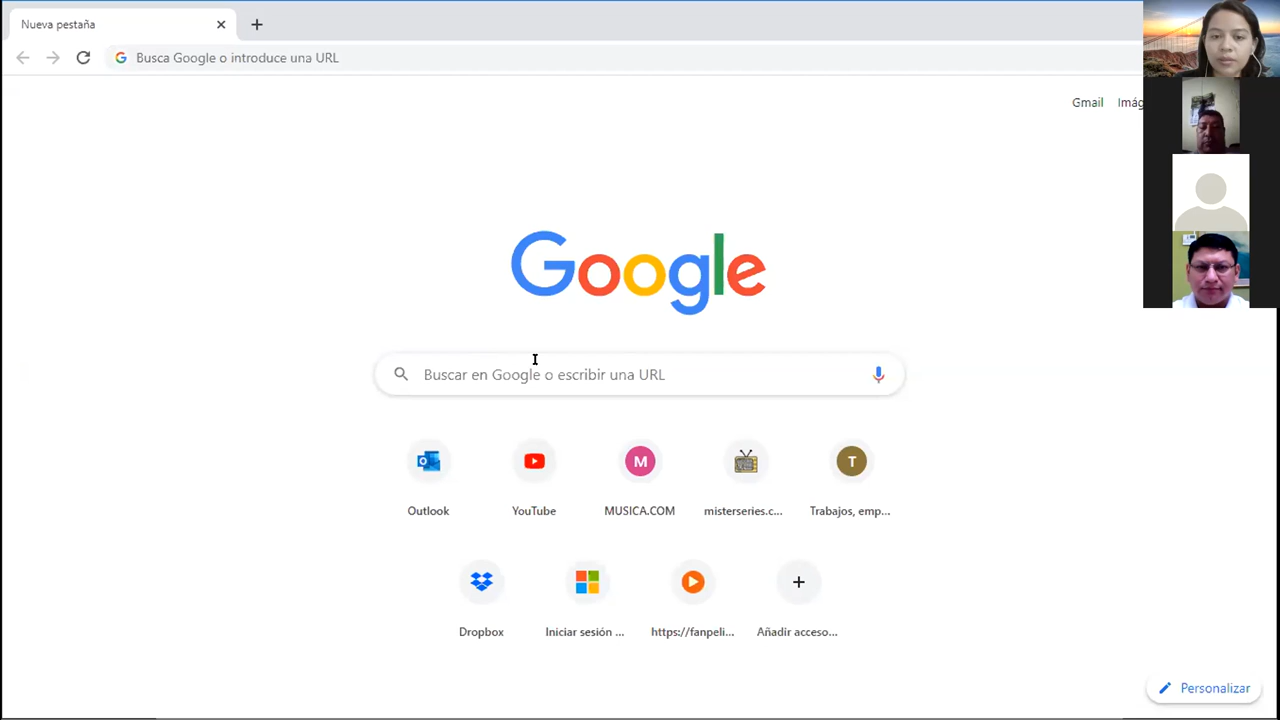 Nueva pestaña
Busca Google o introduce una URL
Gmail Imág
Google
Buscar en Google o escribir una URL
M T
Outlook YouTube MUSICA.COM misterseries.c... Trabajos, emp...
Dropbox Iniciar sesión ... https://fanpeli... Añadir acceso...
Personalizar